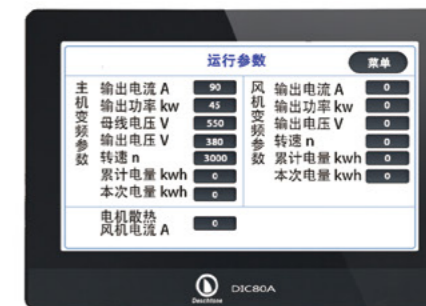 运行参数
菜单
主机变频参数
输出电流 A 90
输出功率 kw 45
母线电压 V 550
输出电压 V 380
转速 n 3000
累计电量 kwh 0
本次电量 kwh 0
风机变频参数
输出电流 A 0
输出功率 kw 0
输出电压 V 0
转速 n 0
累计电量 kwh 0
本次电量 kwh 0
电机散热
风机电流 A 0
DIC80A